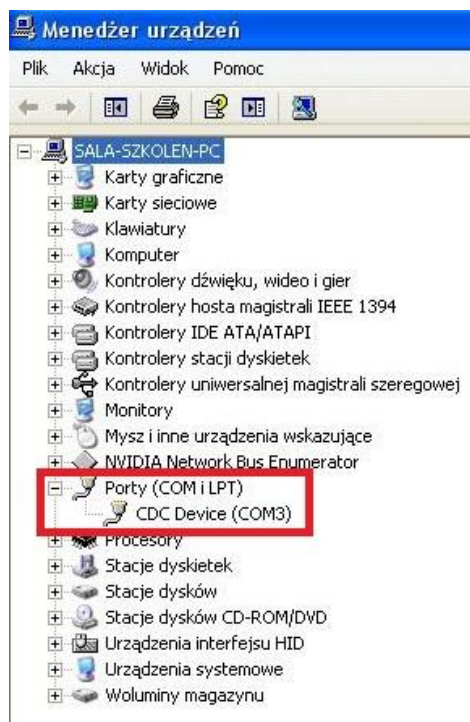 Menedżer urządzeń
Plik Akcja Widok Pomoc
SALA-SZKOLEN-PC
Karty graficzne
Karty sieciowe
Klawiatury
Komputer
Kontrolery dźwięku, wideo i gier
Kontrolery hosta magistrali IEEE 1394
Kontrolery IDE ATA/ATAPI
Kontrolery stacji dyskietek
Kontrolery uniwersalnej magistrali szeregowej
Monitory
Mysz i inne urządzenia wskazujące
NVIDIA Network Bus Enumerator
Porty (COM i LPT)
CDC Device (COM3)
Procesory
Stacje dyskietek
Stacje dysków
Stacje dysków CD-ROM/DVD
Urządzenia interfejsu HID
Urządzenia systemowe
Woluminy magazynu